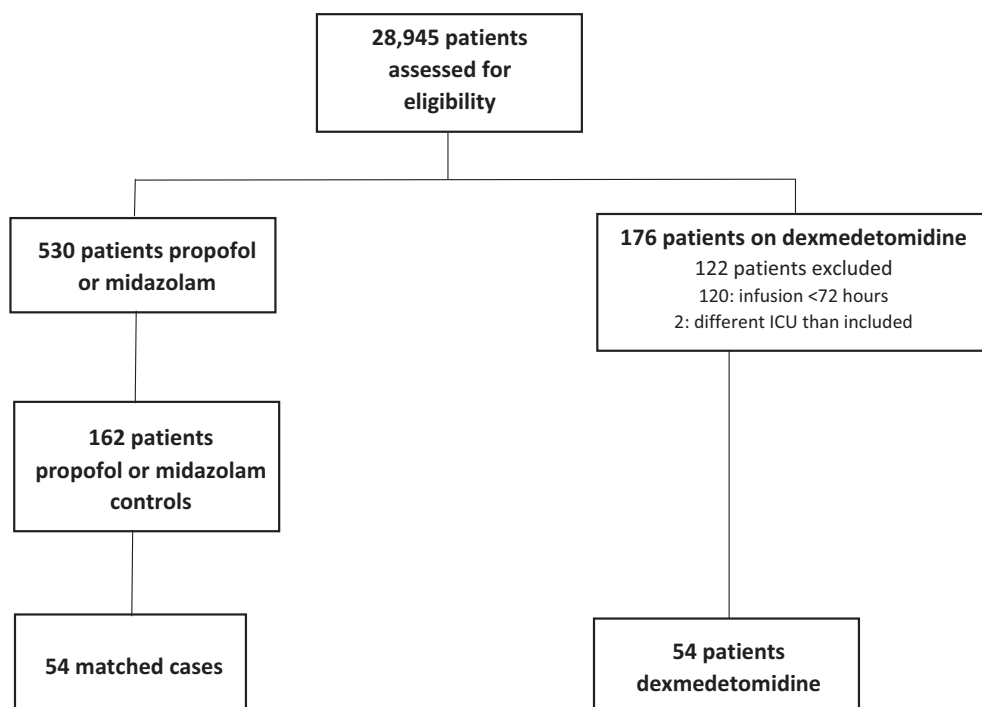 28,945 patients
assessed for
eligibility
530 patients propofol
or midazolam
176 patients on dexmedetomidine
122 patients excluded
120: infusion <72 hours
2: different ICU than included
162 patients
propofol or midazolam
controls
54 matched cases
54 patients
dexmedetomidine